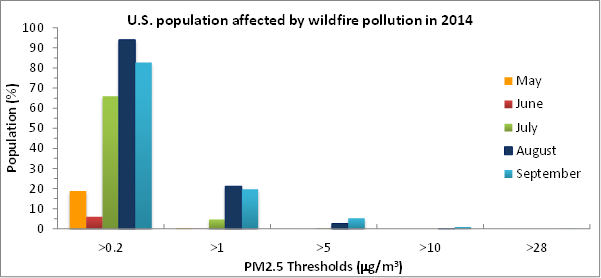 U.S. population affected by wildfire pollution in 2014
100
90
80
70
60
50
40
30
20
10
0
Population (%)
>0.2 >1 >5 >10 >28
PM2.5 Thresholds (μg/m³)
May
June
July
August
September